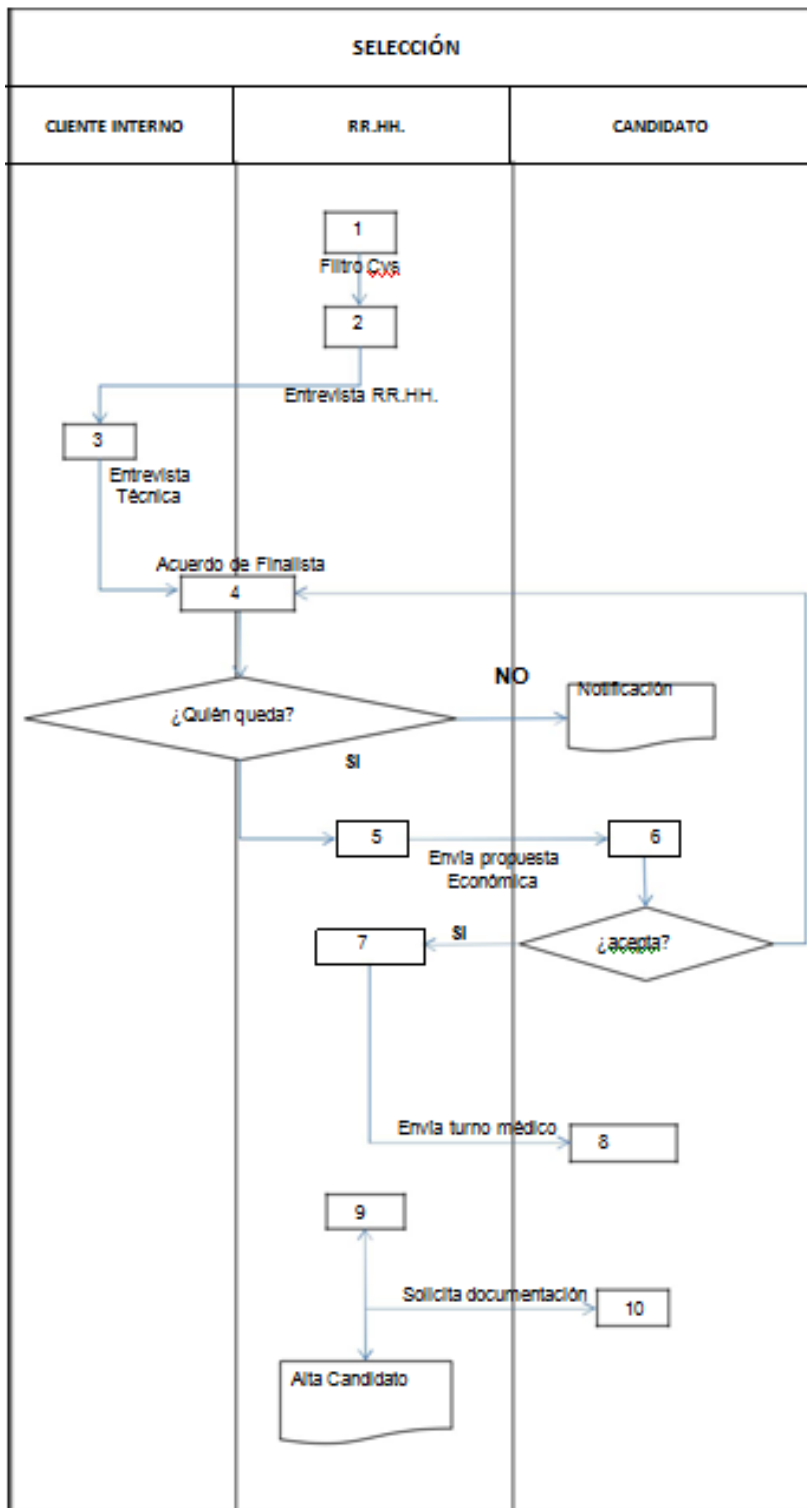 SELECCIÓN
CLIENTE INTERNO
RR.HH.
CANDIDATO
1
Filtro Cvs
2
Entrevista RR.HH.
3
Entrevista
Técnica
Acuerdo de Finalista
4
¿Quién queda?
NO
Notificación
SI
5
Envía propuesta
Económica
6
¿acepta?
SI
7
Envía turno médico
8
9
Solicita documentación
10
Alta Candidato